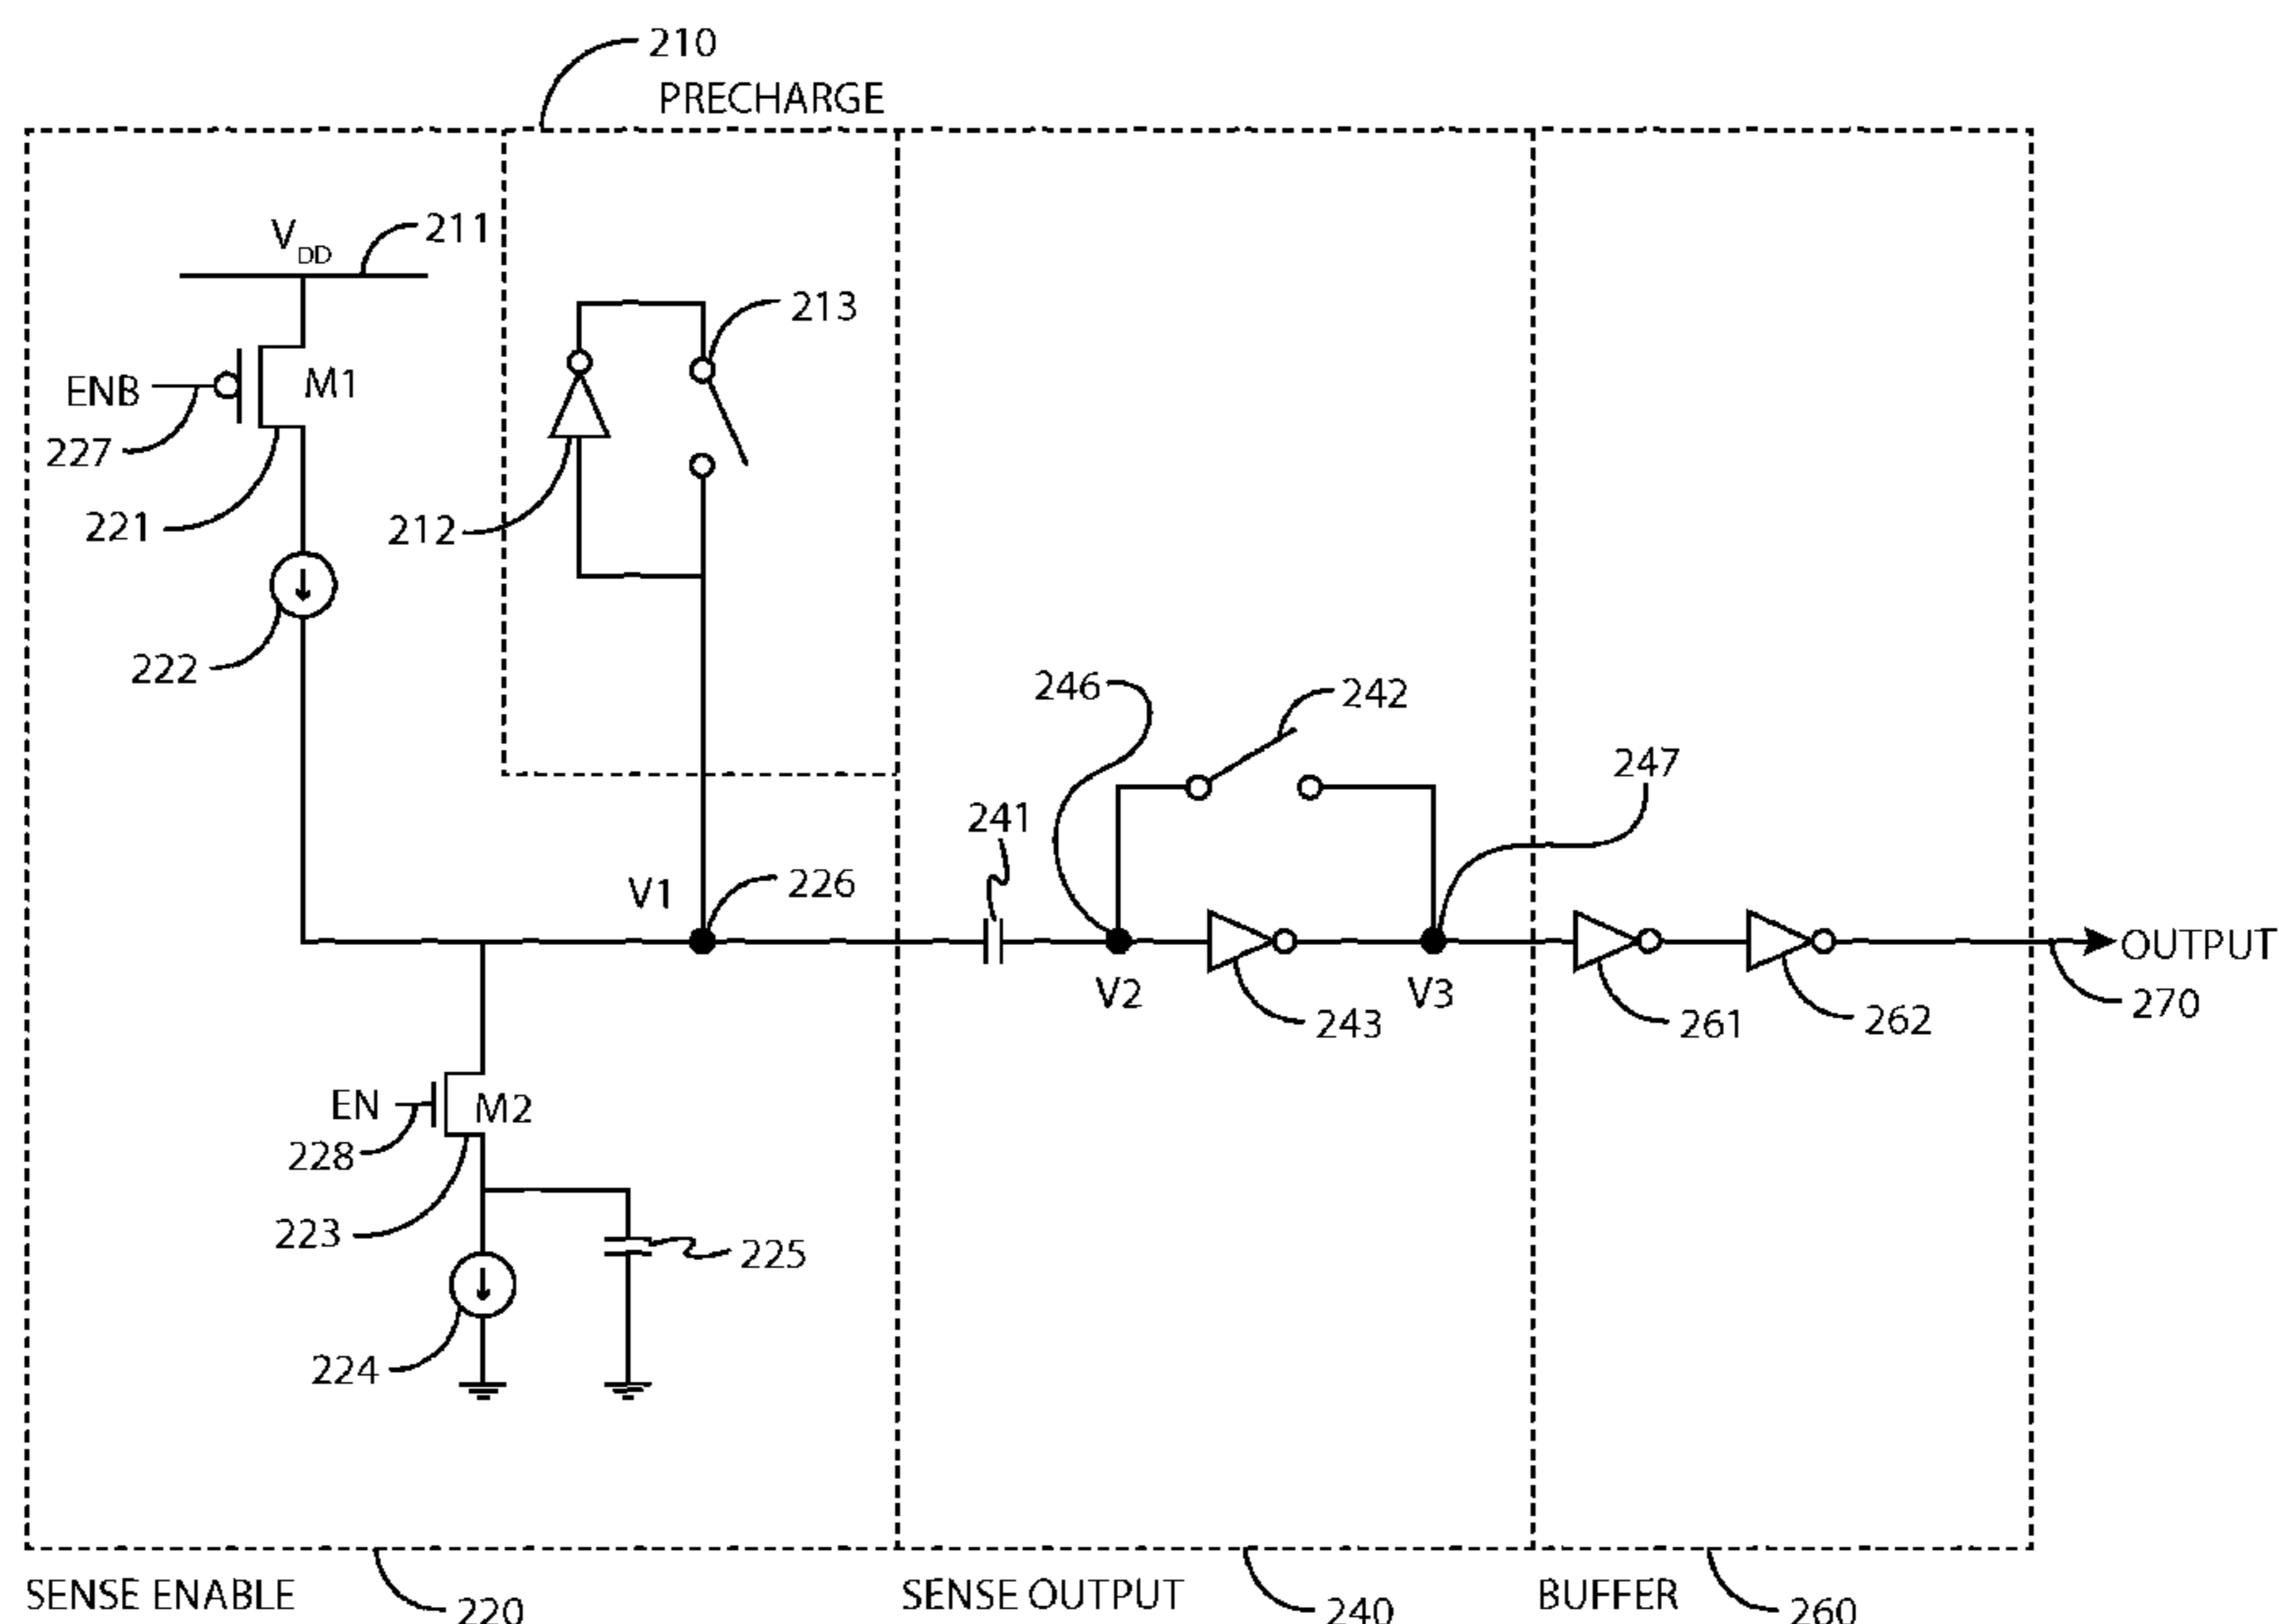 210
PRECHARGE
VDD
211
213
ENB
M1
227
221
212
222
246
242
247
241
V1
226
V2
243
V3
261
262
OUTPUT
270
EN
M2
228
223
225
224
SENSE ENABLE
220
SENSE OUTPUT
240
BUFFER
260